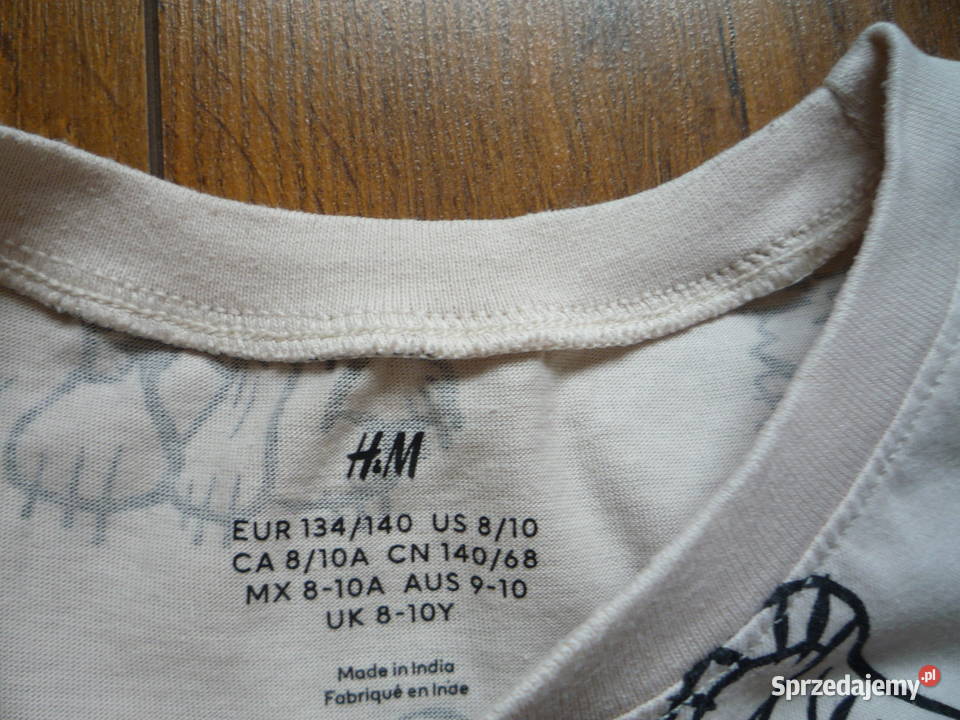 H&M
EUR 134/140 US 8/10
CA 8/10A CN 140/68
MX 8-10A AUS 9-10
UK 8-10Y
Made in India
Fabriqué en Inde
Sprzedajemy.pl